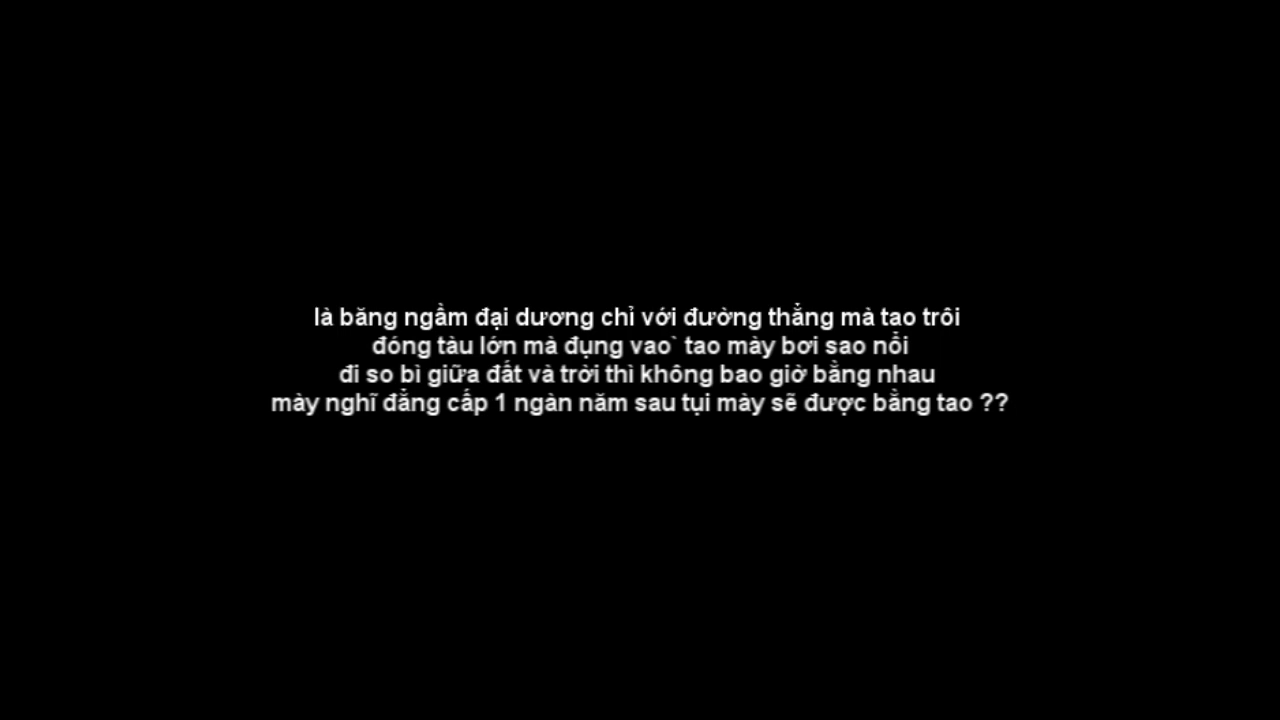 là băng ngầm đại dương chỉ với đường thẳng mà tao trôi
đóng tàu lớn mà đụng vao` tao mày bơi sao nổi
đi so bì giữa đất và trời thì không bao giờ bằng nhau
mày nghĩ đẳng cấp 1 ngàn năm sau tụi mày sẽ được bằng tao ??